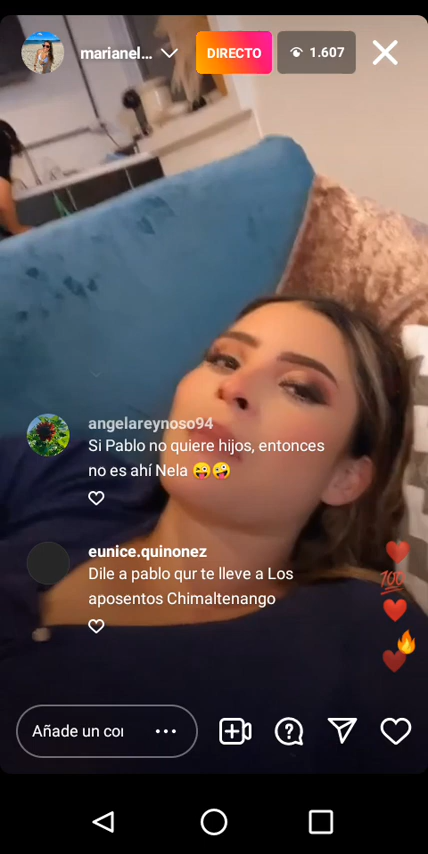 marianel...
DIRECTO
1.607
angelareynoso94
Si Pablo no quiere hijos, entonces
no es ahí Nela 😜🤪
eunice.quinonez
Dile a pablo qur te lleve a Los
aposentos Chimaltenango
💯
Añade un con